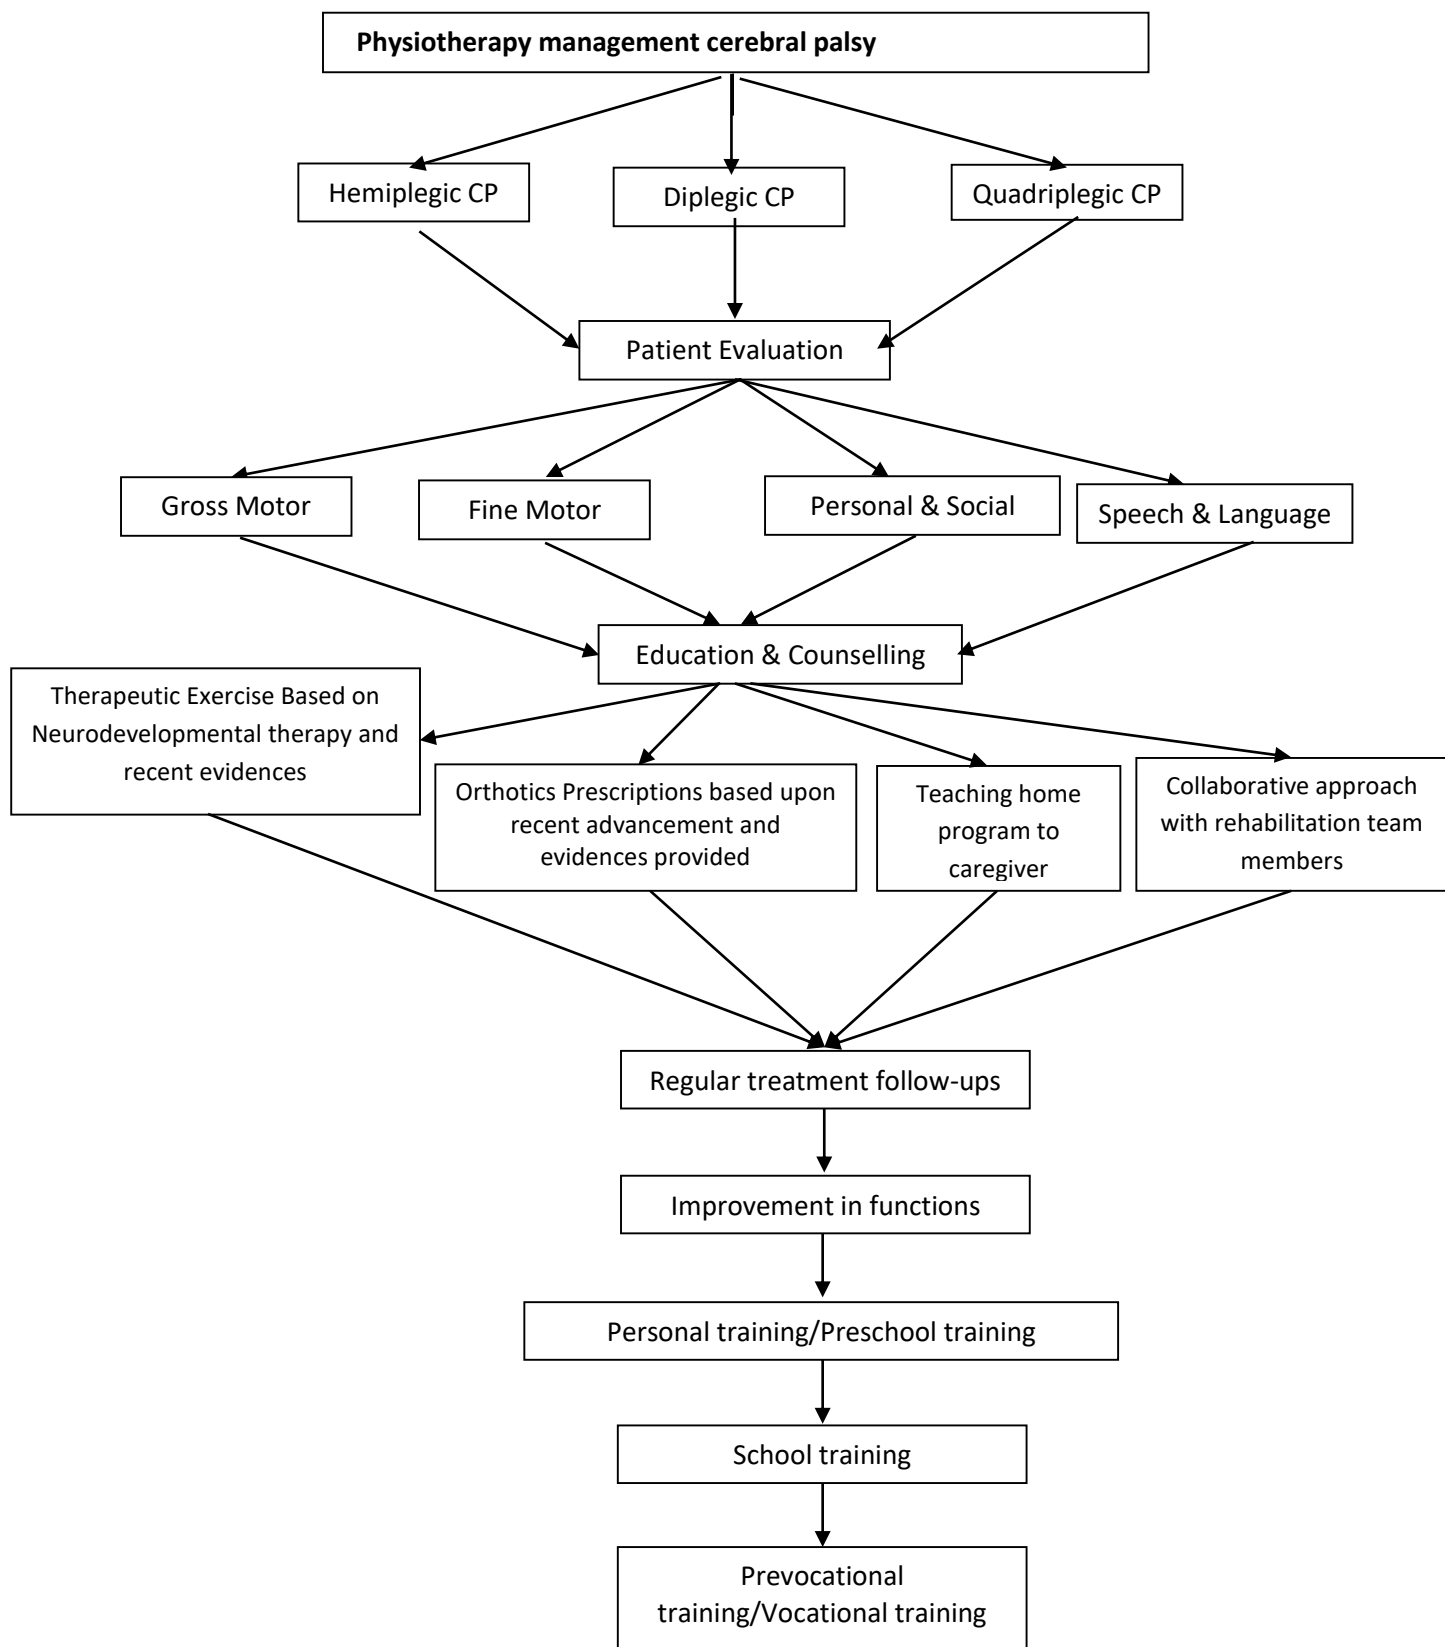 Physiotherapy management cerebral palsy
Hemiplegic CP
Diplegic CP
Quadriplegic CP
Patient Evaluation
Gross Motor
Fine Motor
Personal & Social
Speech & Language
Education & Counselling
Therapeutic Exercise Based on
Neurodevelopmental therapy and
recent evidences
Orthotics Prescriptions based upon
recent advancement and
evidences provided
Teaching home
program to
caregiver
Collaborative approach
with rehabilitation team
members
Regular treatment follow-ups
Improvement in functions
Personal training/Preschool training
School training
Prevocational
training/Vocational training